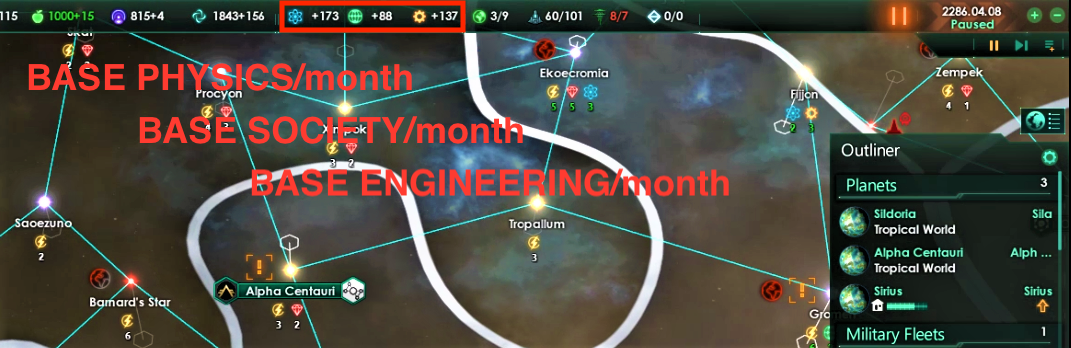 115 1000+15 815+4 1843+156 +173 +88 +137 3/9 60/101 8/7 0/0 2286.04.08
Paused
BASE PHYSICS/month
BASE SOCIETY/month
BASE ENGINEERING/month
Procyon
Ekoecromia
5 5 3
Fijjon
2 3
Zempek
4 1
3 2
Saoezuno
2
Tropallum
3
Alpha Centauri
3 2
Barnard's Star
6
Outliner
Planets 3
Sildoria Sila
Tropical World
Alpha Centauri Alph ...
Tropical World
Sirius Sirius
Military Fleets 1